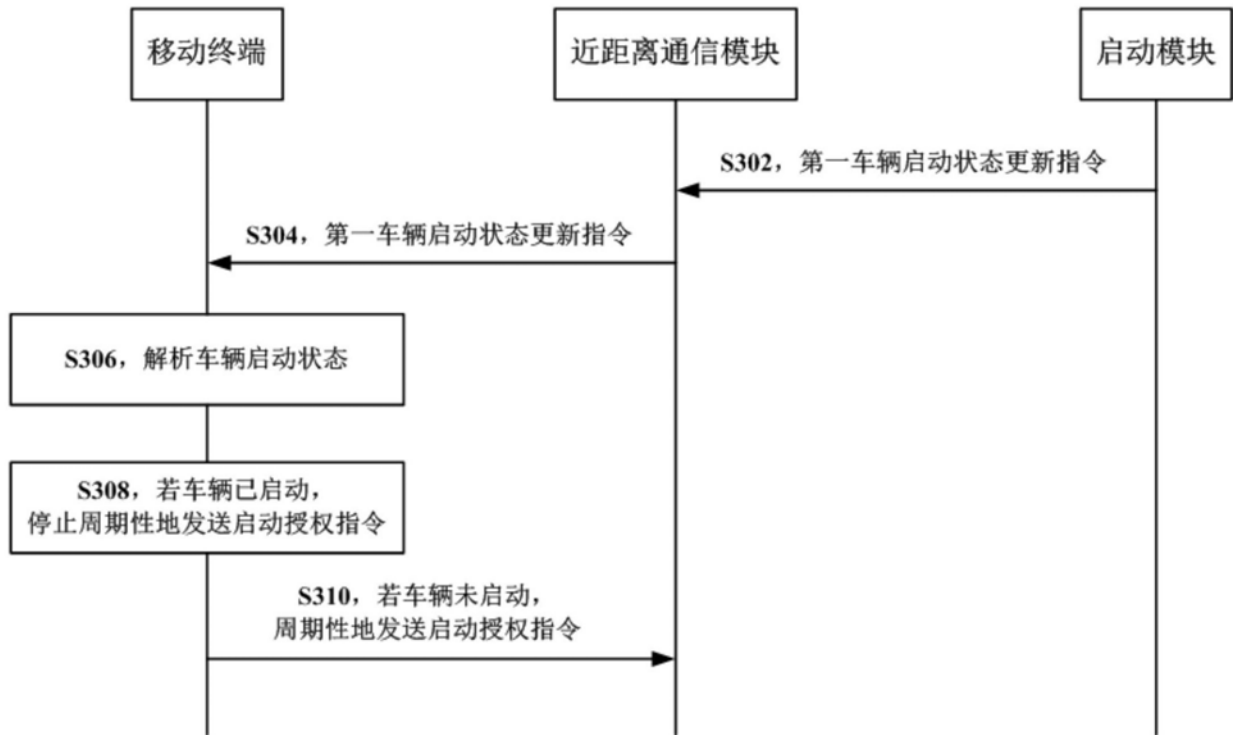 移动终端
近距离通信模块
启动模块
S302，第一车辆启动状态更新指令
S304，第一车辆启动状态更新指令
S306，解析车辆启动状态
S308，若车辆已启动，
停止周期性地发送启动授权指令
S310，若车辆未启动，
周期性地发送启动授权指令